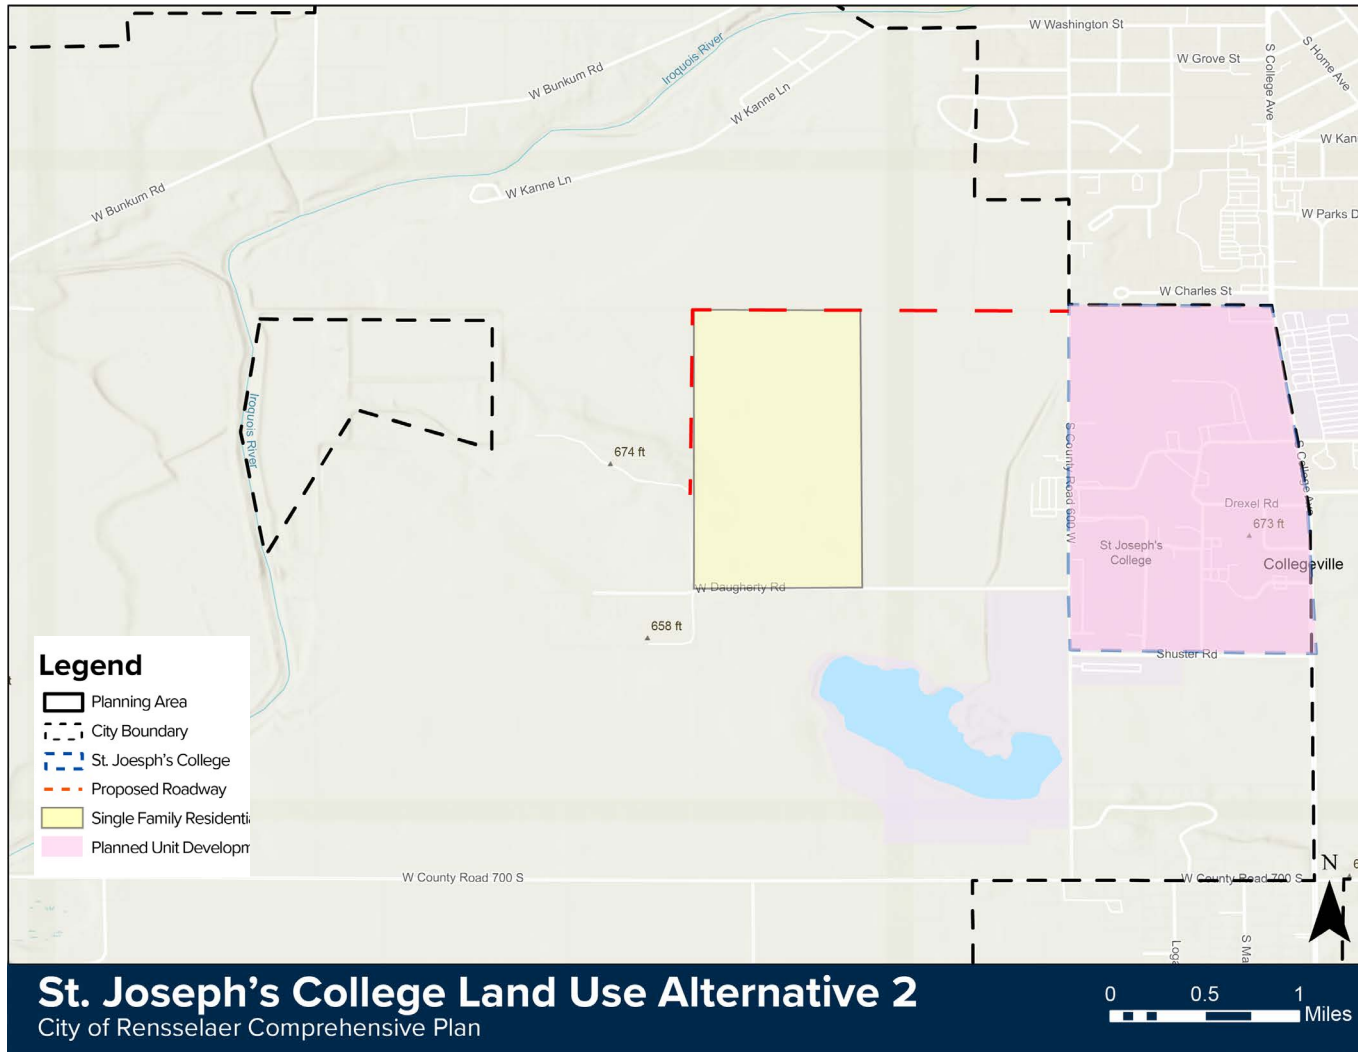 W Washington St
W Grove St
S College Ave
S Home Ave
Iroquois River
W Bunkum Rd
W Kanne Ln
W Kan
W Bunkum Rd
W Kanne Ln
W Parks D
W Charles St
Iroquois River
674 ft
S County Road 600 W
S College Ave
Drexel Rd
673 ft
St Joseph's
College
Collegeville
W Daugherty Rd
658 ft
Shuster Rd
Legend
Planning Area
City Boundary
St. Joesph's College
Proposed Roadway
Single Family Residenti
Planned Unit Developm
W County Road 700 S
W County Road 700 S
N
6
Loga
S Ma
St. Joseph's College Land Use Alternative 2
City of Rensselaer Comprehensive Plan
0 0.5 1
Miles